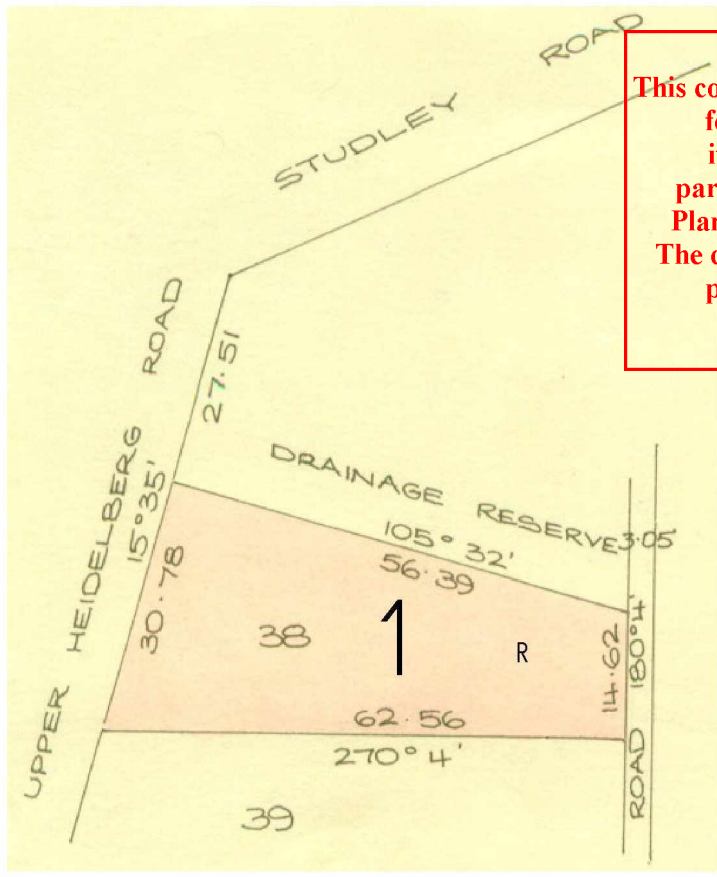 STUDLEY ROAD
This co
fo
i
par
Plan
The o
p
UPPER HEIDELBERG ROAD
27.51
15° 35'
30.78
DRAINAGE RESERVE
3.05
105° 32'
56.39
38
1
R
14.62
180° 4'
62.56
270° 4'
ROAD
39